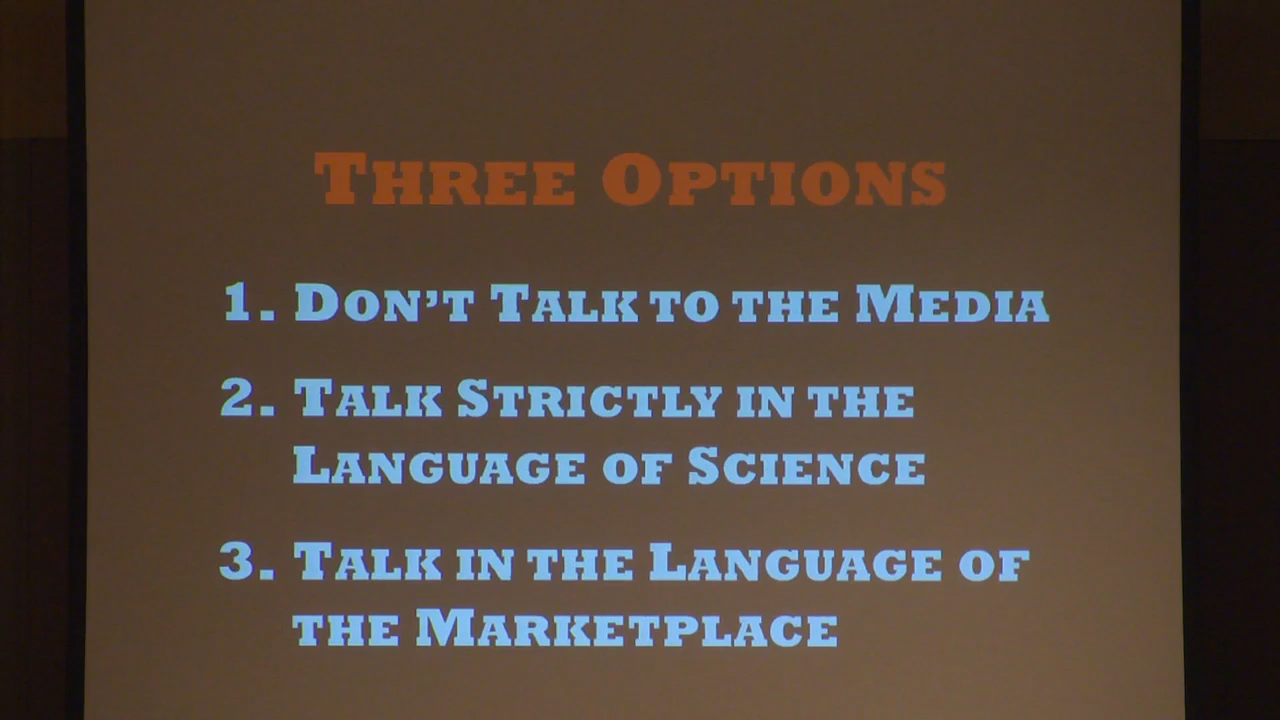 THREE OPTIONS
1. DON'T TALK TO THE MEDIA
2. TALK STRICTLY IN THE
LANGUAGE OF SCIENCE
3. TALK IN THE LANGUAGE OF
THE MARKETPLACE